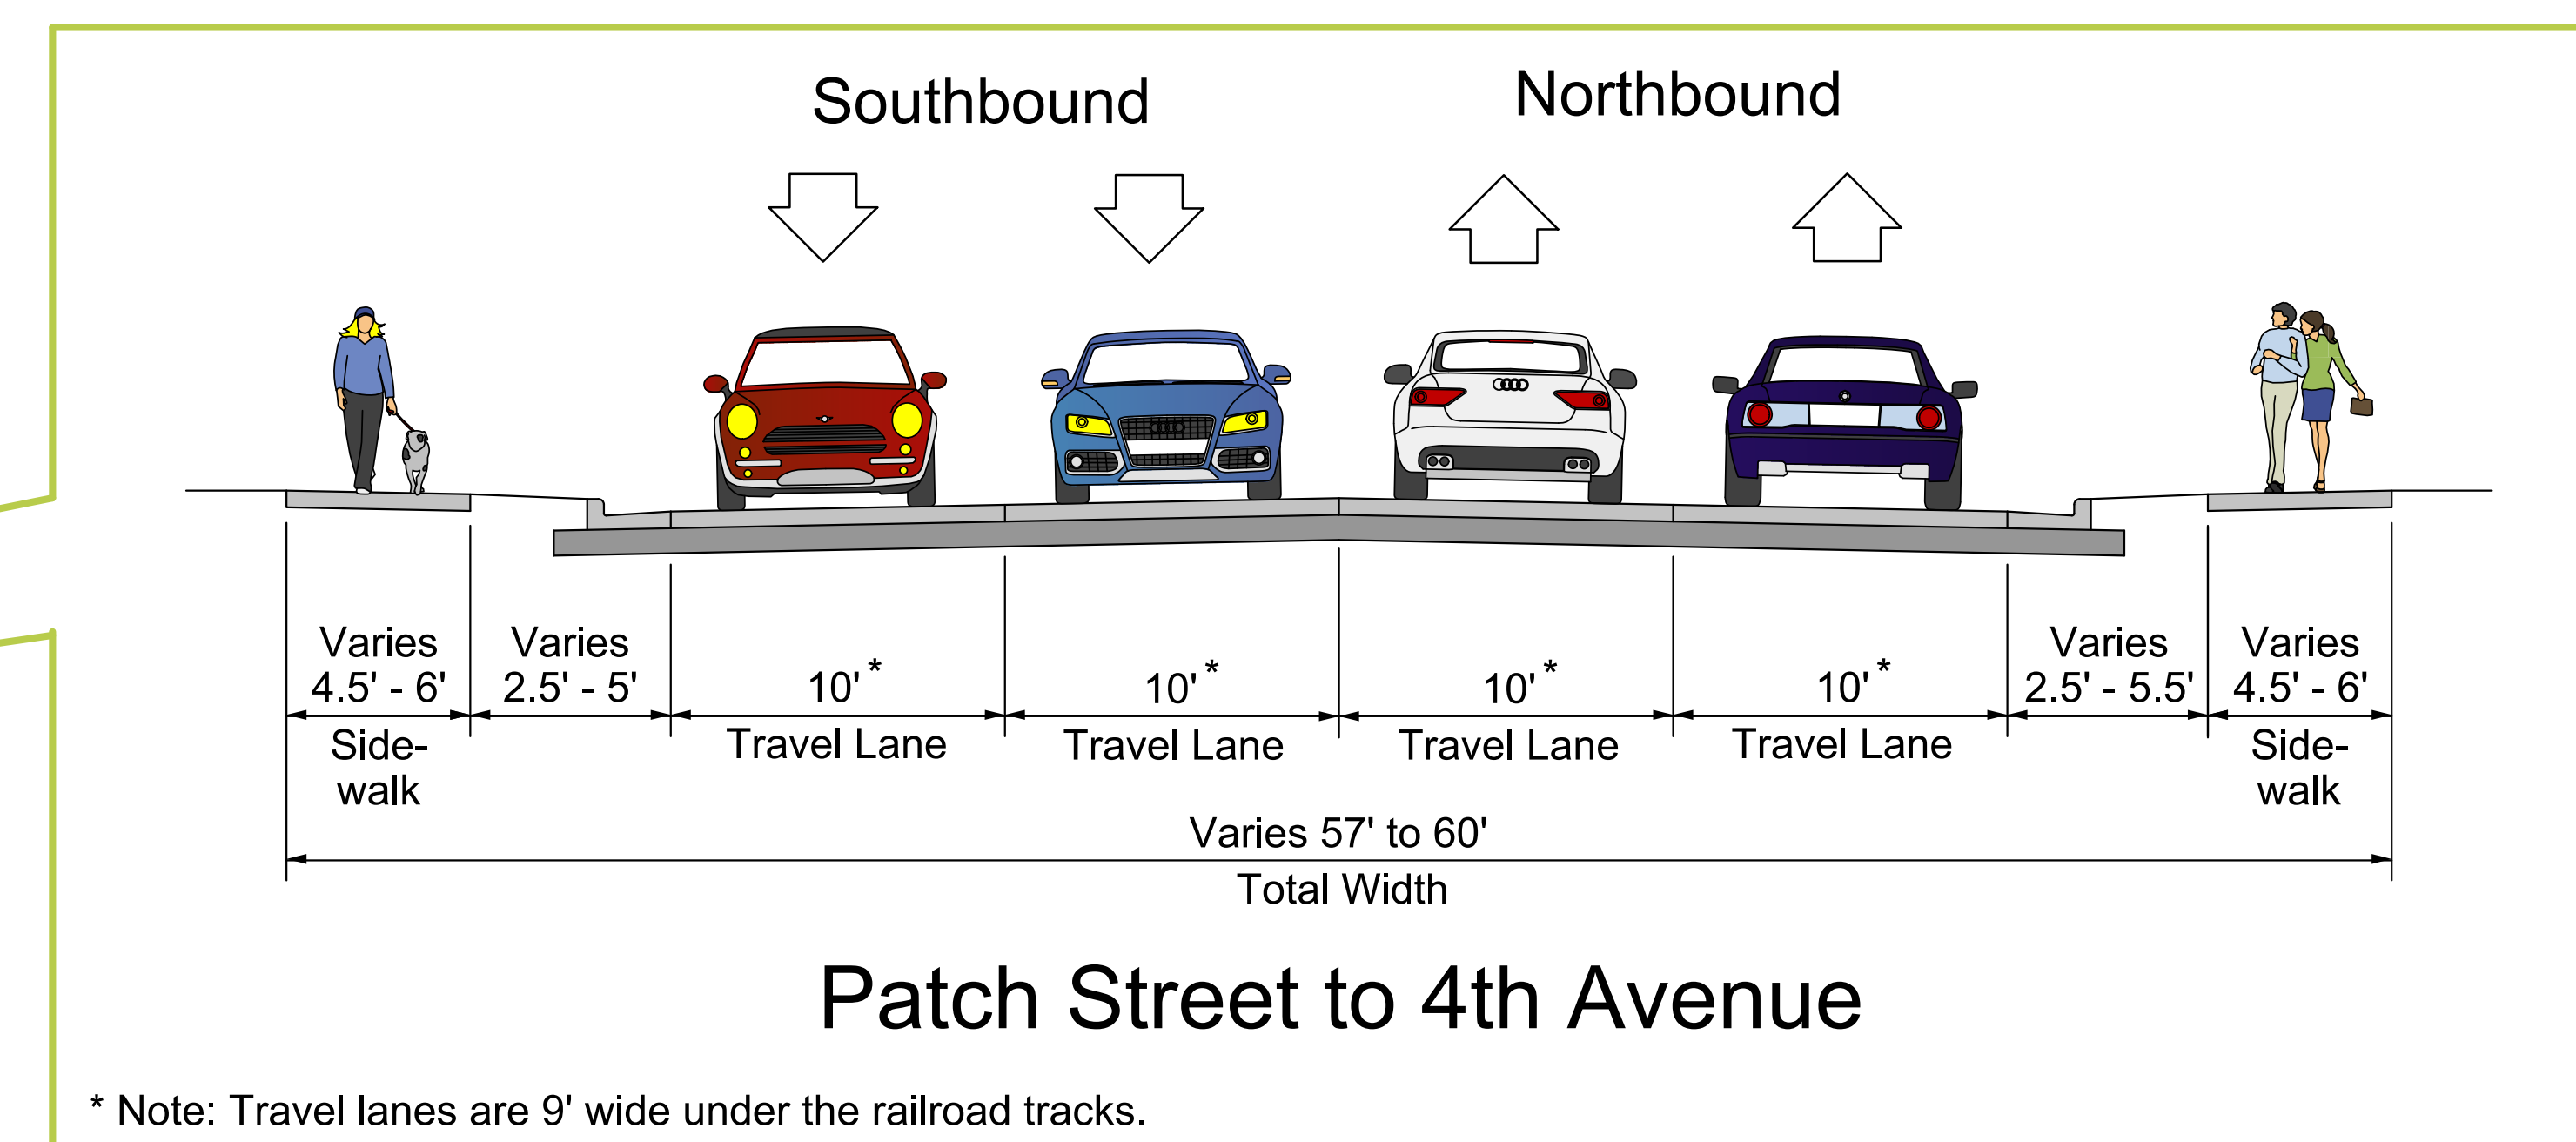 Southbound
Northbound
Varies
4.5' - 6'
Side-
walk
Varies
2.5' - 5'
10'*
Travel Lane
10'*
Travel Lane
10'*
Travel Lane
10'*
Travel Lane
Varies
2.5' - 5.5'
Varies
4.5' - 6'
Side-
walk
Varies 57' to 60'
Total Width
Patch Street to 4th Avenue
* Note: Travel lanes are 9' wide under the railroad tracks.